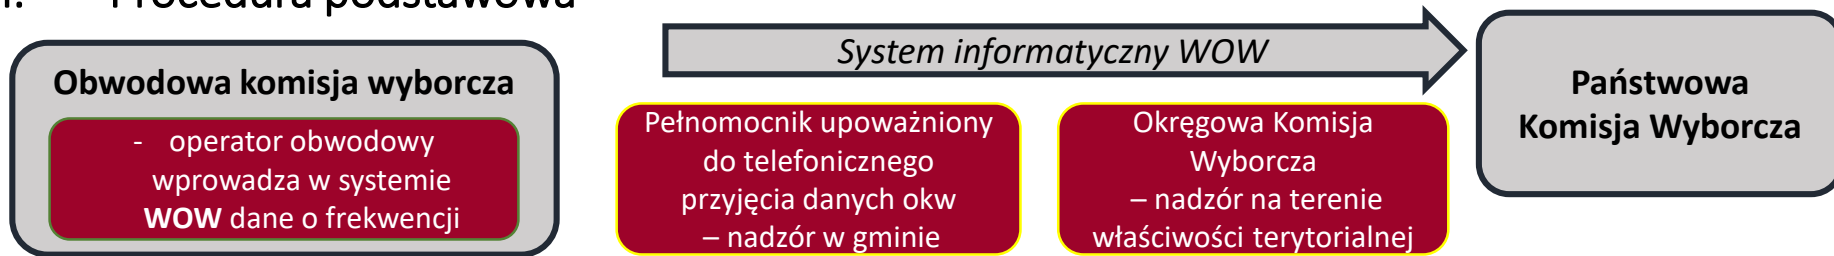 Procedura podstawowa
System informatyczny WOW
Obwodowa komisja wyborcza
- operator obwodowy
wprowadza w systemie
WOW dane o frekwencji
Pełnomocnik upoważniony
do telefonicznego
przyjęcia danych okw
– nadzór w gminie
Okręgowa Komisja
Wyborcza
– nadzór na terenie
właściwości terytorialnej
Państwowa
Komisja Wyborcza